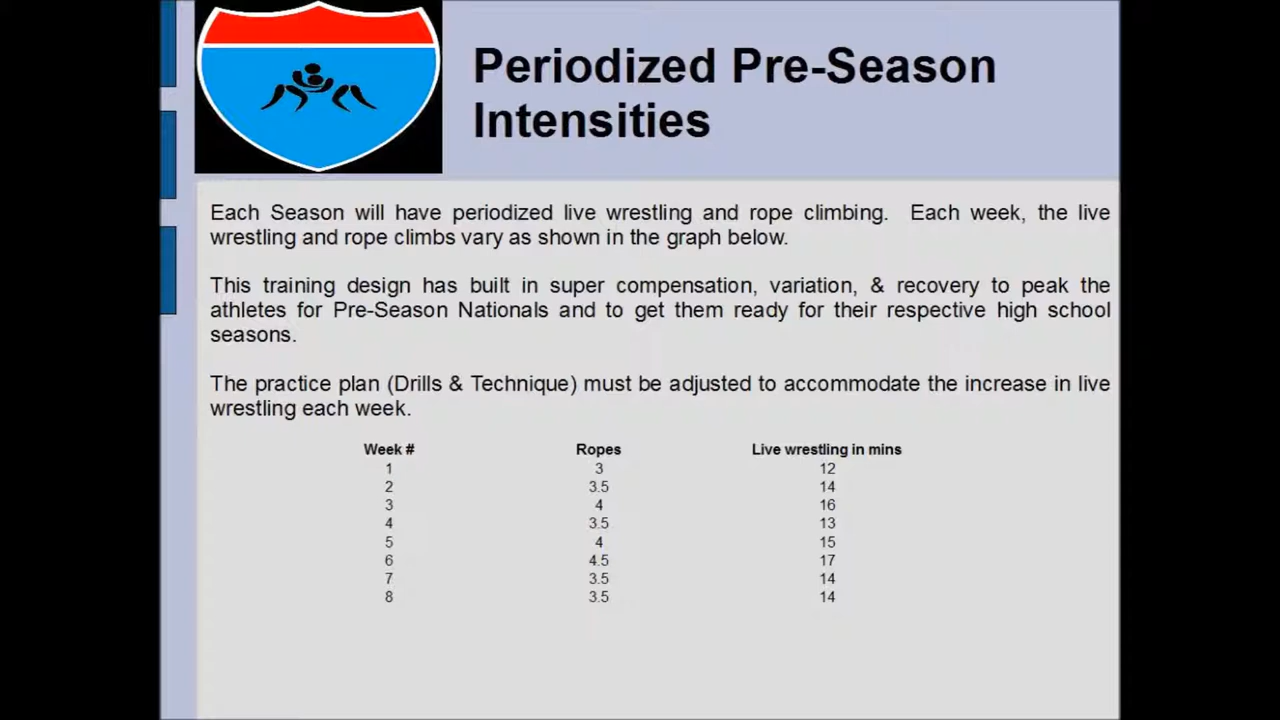 Periodized Pre-Season
Intensities
Each Season will have periodized live wrestling and rope climbing. Each week, the live
wrestling and rope climbs vary as shown in the graph below.
This training design has built in super compensation, variation, & recovery to peak the
athletes for Pre-Season Nationals and to get them ready for their respective high school
seasons.
The practice plan (Drills & Technique) must be adjusted to accommodate the increase in live
wrestling each week.
Week # Ropes Live wrestling in mins
1 3 12
2 3.5 14
3 4 16
4 3.5 13
5 4 15
6 4.5 17
7 3.5 14
8 3.5 14